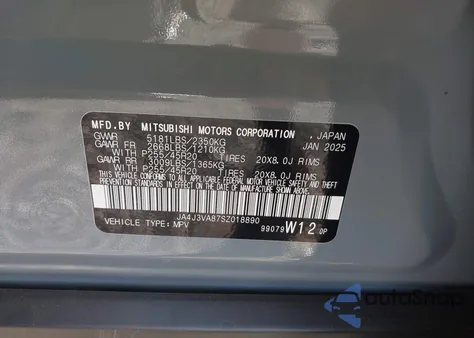 MFD.BY MITSUBISHI MOTORS CORPORATION , JAPAN
GVWR 5181LBS/2350KG JAN 2025
GAWR FR 2668LBS/1210KG
WITH P255/45R20 TIRES 20X8.0J RIMS
GAWR RR 3009LBS/1365KG
WITH P255/45R20 TIRES 20X8.0J RIMS
THIS VEHICLE CONFORMS TO ALL APPLICABLE
FEDERAL MOTOR VEHICLE SAFETY AND THEFT
PREVENTION STANDARDS IN EFFECT ON THE DATE
OF MANUFACTURE SHOWN ABOVE.
JA4J3VA87SZ018890
VEHICLE TYPE: MPV 99079 W12 0P
autoSnap